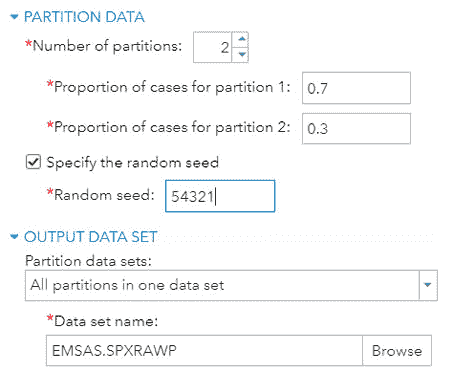 PARTITION DATA
*Number of partitions: 2
*Proportion of cases for partition 1: 0.7
*Proportion of cases for partition 2: 0.3
Specify the random seed
*Random seed: 54321
OUTPUT DATA SET
Partition data sets:
All partitions in one data set
*Data set name:
EMSAS.SPXRAWP Browse